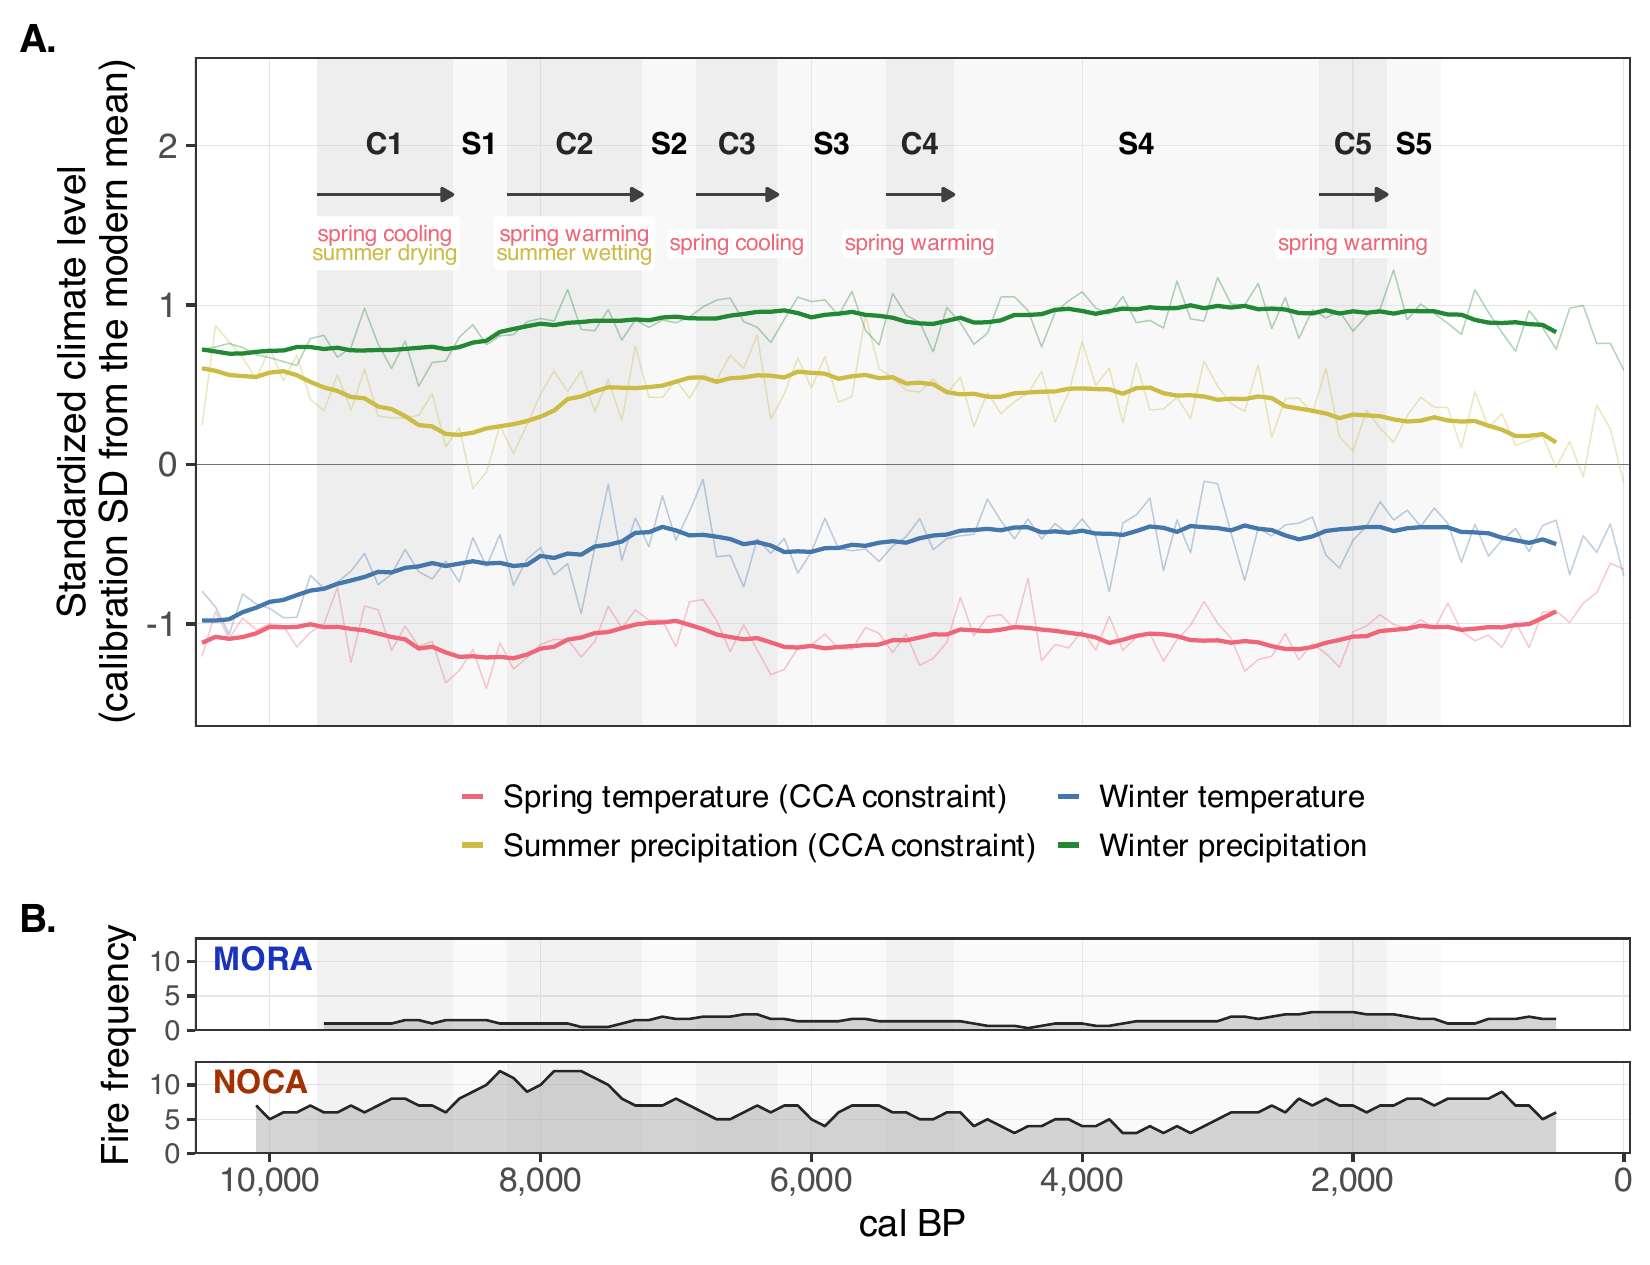 A.
Standardized climate level
(calibration SD from the modern mean)
2
1
0
-1
C1 S1 C2 S2 C3 S3 C4 S4 C5 S5
spring cooling
summer drying
spring warming
summer wetting
spring cooling
spring warming
spring warming
Spring temperature (CCA constraint)
Winter temperature
Summer precipitation (CCA constraint)
Winter precipitation
B.
Fire frequency
MORA
10
5
0
NOCA
10
5
0
10,000 8,000 6,000 4,000 2,000 0
cal BP